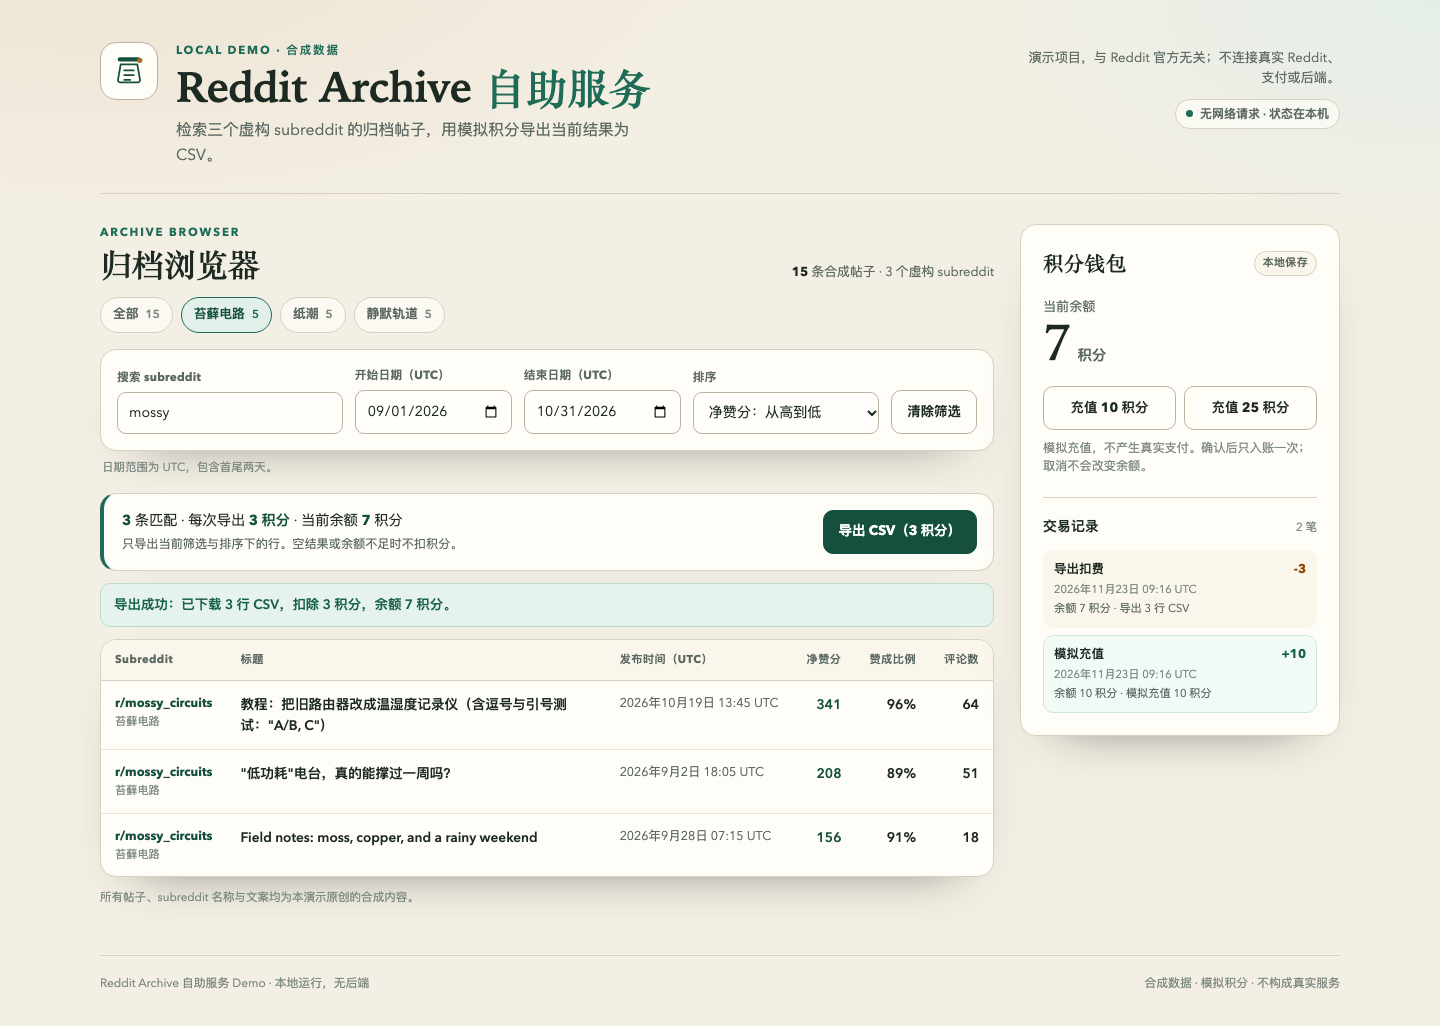 LOCAL DEMO · 合成数据
Reddit Archive 自助服务
检索三个虚构 subreddit 的归档帖子，用模拟积分导出当前结果为
CSV。
演示项目，与 Reddit 官方无关；不连接真实 Reddit、
支付或后端。
无网络请求 · 状态在本机
ARCHIVE BROWSER
归档浏览器
15 条合成帖子 · 3 个虚构 subreddit
全部 15
苔藓电路 5
纸潮 5
静默轨道 5
搜索 subreddit
开始日期（UTC）
结束日期（UTC）
排序
mossy
09/01/2026
10/31/2026
净赞分：从高到低
清除筛选
日期范围为 UTC，包含首尾两天。
3 条匹配 · 每次导出 3 积分 · 当前余额 7 积分
只导出当前筛选与排序下的行。空结果或余额不足时不扣积分。
导出 CSV（3 积分）
导出成功：已下载 3 行 CSV，扣除 3 积分，余额 7 积分。
Subreddit 标题 发布时间（UTC） 净赞分 赞成比例 评论数
r/mossy_circuits
苔藓电路
教程：把旧路由器改成温湿度记录仪（含逗号与引号测
试："A/B, C"）
2026年10月19日 13:45 UTC 341 96% 64
r/mossy_circuits
苔藓电路
"低功耗"电台，真的能撑过一周吗？
2026年9月2日 18:05 UTC 208 89% 51
r/mossy_circuits
苔藓电路
Field notes: moss, copper, and a rainy weekend
2026年9月28日 07:15 UTC 156 91% 18
所有帖子、subreddit 名称与文案均为本演示原创的合成内容。
积分钱包
本地保存
当前余额
7 积分
充值 10 积分
充值 25 积分
模拟充值，不产生真实支付。确认后只入账一次；
取消不会改变余额。
交易记录
2 笔
导出扣费 -3
2026年11月23日 09:16 UTC
余额 7 积分 · 导出 3 行 CSV
模拟充值 +10
2026年11月23日 09:16 UTC
余额 10 积分 · 模拟充值 10 积分
Reddit Archive 自助服务 Demo · 本地运行，无后端
合成数据 · 模拟积分 · 不构成真实服务